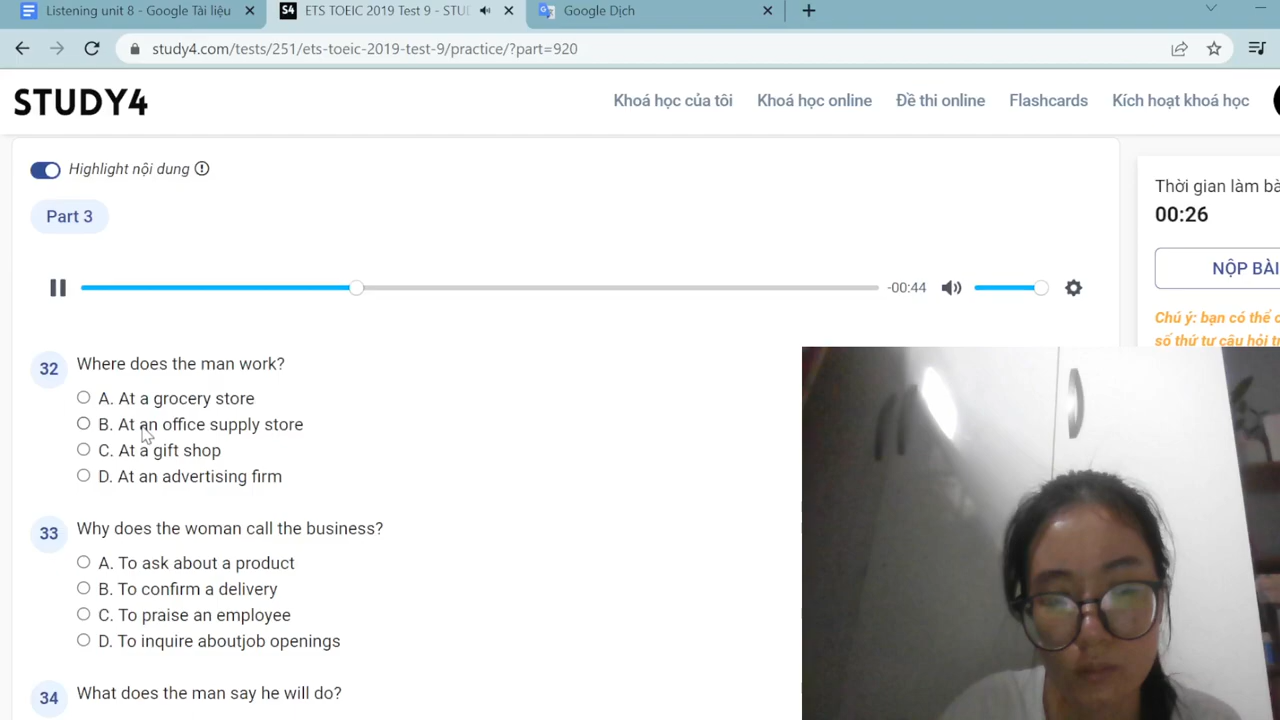 Listening unit 8 - Google Tài liệu
S4 ETS TOEIC 2019 Test 9 - STU
Google Dịch
study4.com/tests/251/ets-toeic-2019-test-9/practice/?part=920
STUDY4
Khoá học của tôi
Khoá học online
Đề thi online
Flashcards
Kích hoạt khoá học
Highlight nội dung
Part 3
-00:44
Thời gian làm bà
00:26
NỘP BÀI
Chú ý: bạn có thể c
số thứ tự câu hỏi tr
32 Where does the man work?
A. At a grocery store
B. At an office supply store
C. At a gift shop
D. At an advertising firm
33 Why does the woman call the business?
A. To ask about a product
B. To confirm a delivery
C. To praise an employee
D. To inquire aboutjob openings
34 What does the man say he will do?